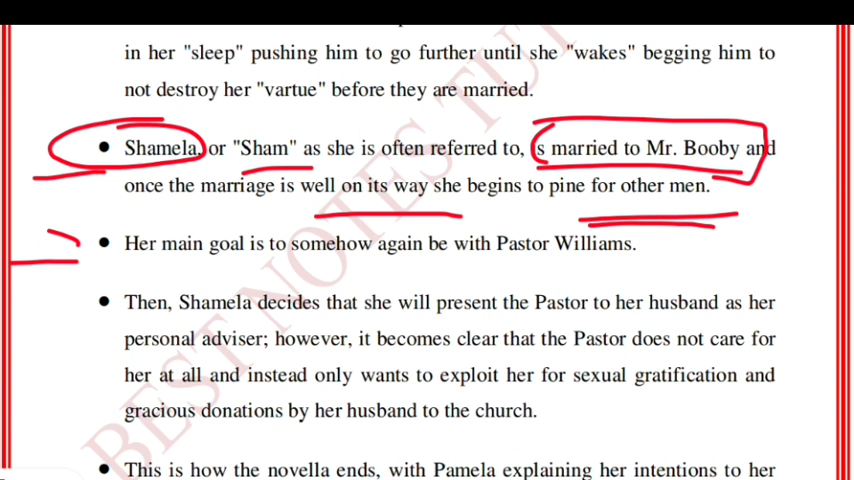 in her "sleep" pushing him to go further until she "wakes" begging him to
not destroy her "vartue" before they are married.
● Shamela, or "Sham" as she is often referred to, is married to Mr. Booby and
once the marriage is well on its way she begins to pine for other men.
● Her main goal is to somehow again be with Pastor Williams.
● Then, Shamela decides that she will present the Pastor to her husband as her
personal adviser; however, it becomes clear that the Pastor does not care for
her at all and instead only wants to exploit her for sexual gratification and
gracious donations by her husband to the church.
● This is how the novella ends, with Pamela explaining her intentions to her
BEST NOTES TUT